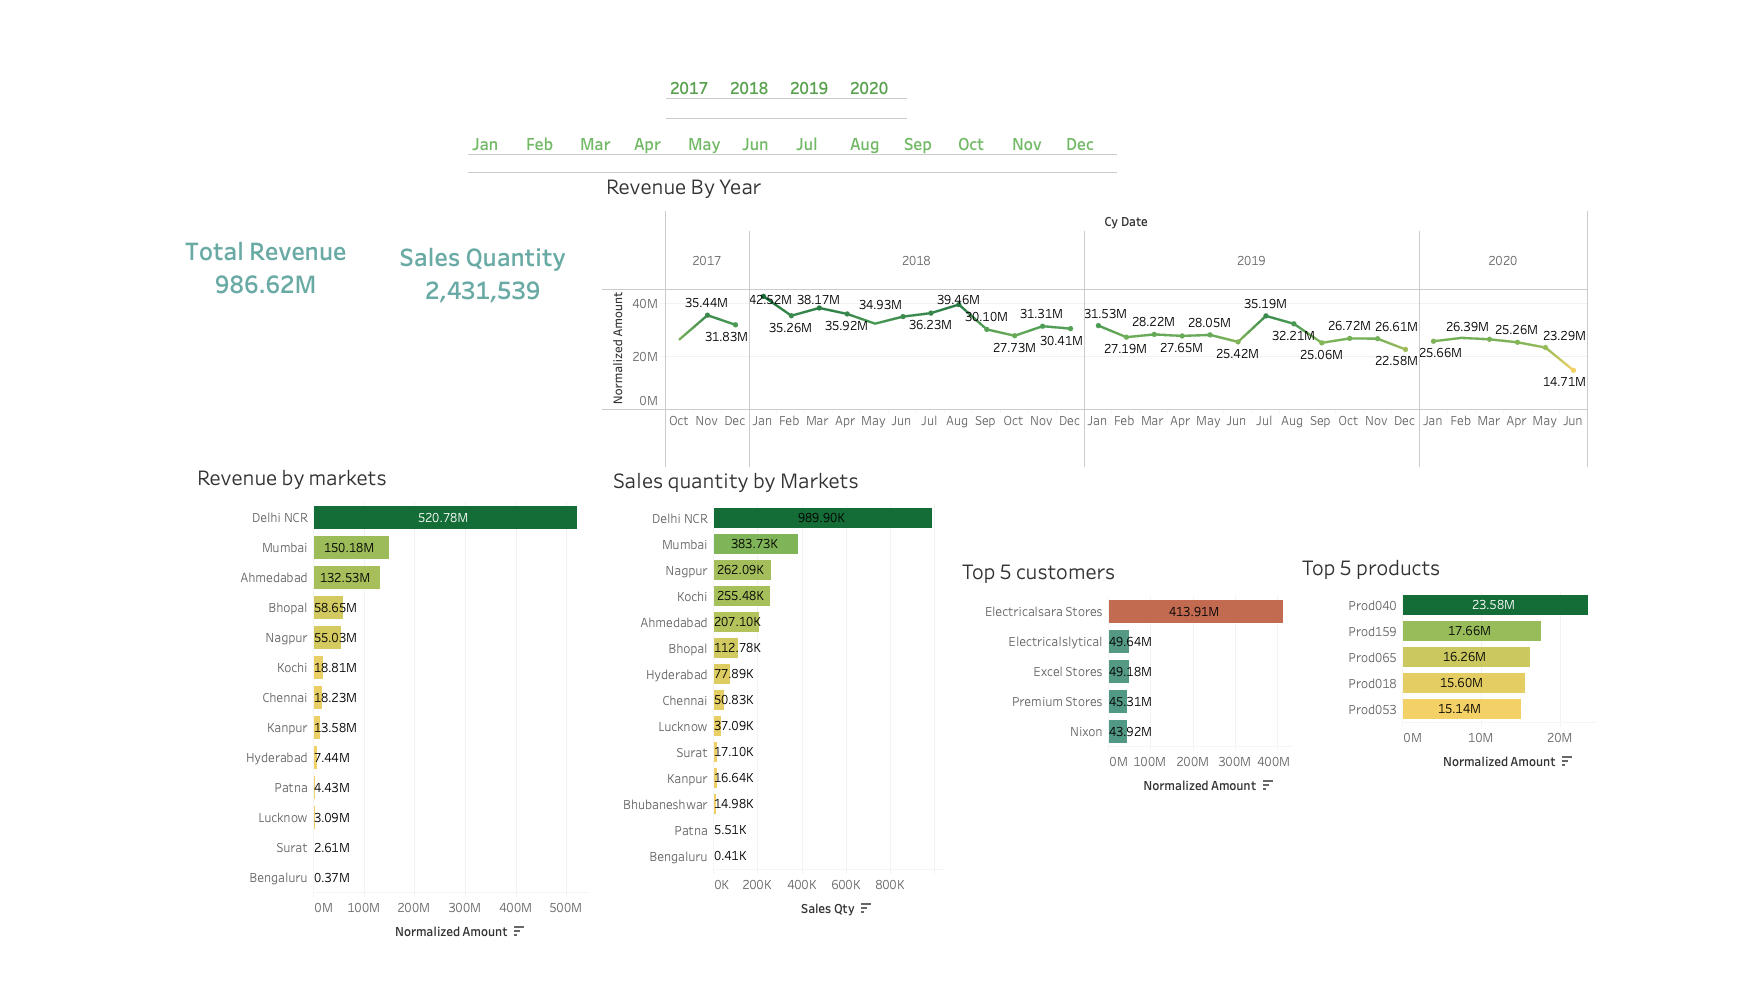 2017 2018 2019 2020
Jan Feb Mar Apr May Jun Jul Aug Sep Oct Nov Dec
Revenue By Year
Total Revenue
986.62M
Sales Quantity
2,431,539
Cy Date
2017 2018 2019 2020
Normalized Amount
40M
20M
0M
35.44M 42.52M 38.17M 34.93M 39.46M 30.10M 31.31M 31.53M 28.22M 28.05M 35.19M 26.72M 26.61M 26.39M 25.26M 23.29M
31.83M 35.26M 35.92M 36.23M 27.73M 30.41M 27.19M 27.65M 25.42M 32.21M 25.06M 22.58M 25.66M 14.71M
Oct Nov Dec Jan Feb Mar Apr May Jun Jul Aug Sep Oct Nov Dec Jan Feb Mar Apr May Jun Jul Aug Sep Oct Nov Dec Jan Feb Mar Apr May Jun
Revenue by markets
Delhi NCR 520.78M
Mumbai 150.18M
Ahmedabad 132.53M
Bhopal 58.65M
Nagpur 55.03M
Kochi 18.81M
Chennai 18.23M
Kanpur 13.58M
Hyderabad 7.44M
Patna 4.43M
Lucknow 3.09M
Surat 2.61M
Bengaluru 0.37M
0M 100M 200M 300M 400M 500M
Normalized Amount
Sales quantity by Markets
Delhi NCR 989.90K
Mumbai 383.73K
Nagpur 262.09K
Kochi 255.48K
Ahmedabad 207.10K
Bhopal 112.78K
Hyderabad 77.89K
Chennai 50.83K
Lucknow 37.09K
Surat 17.10K
Kanpur 16.64K
Bhubaneshwar 14.98K
Patna 5.51K
Bengaluru 0.41K
0K 200K 400K 600K 800K
Sales Qty
Top 5 customers
Electricalsara Stores 413.91M
Electricalslytical 49.64M
Excel Stores 49.18M
Premium Stores 45.31M
Nixon 43.92M
0M 100M 200M 300M 400M
Normalized Amount
Top 5 products
Prod040 23.58M
Prod159 17.66M
Prod065 16.26M
Prod018 15.60M
Prod053 15.14M
0M 10M 20M
Normalized Amount